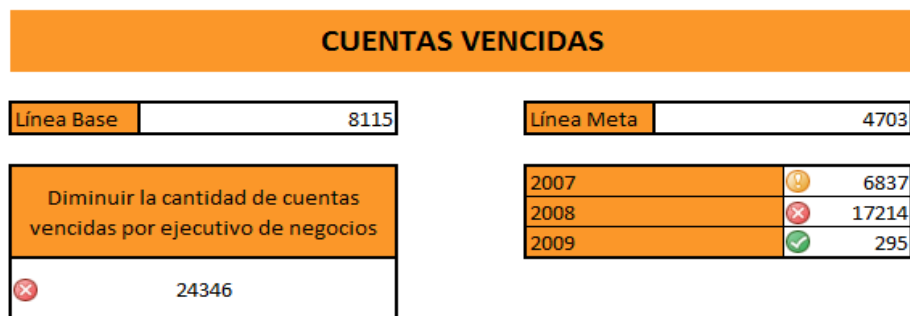 CUENTAS VENCIDAS
Línea Base 8115
Línea Meta 4703
Diminuir la cantidad de cuentas
vencidas por ejecutivo de negocios
24346
2007 6837
2008 17214
2009 295